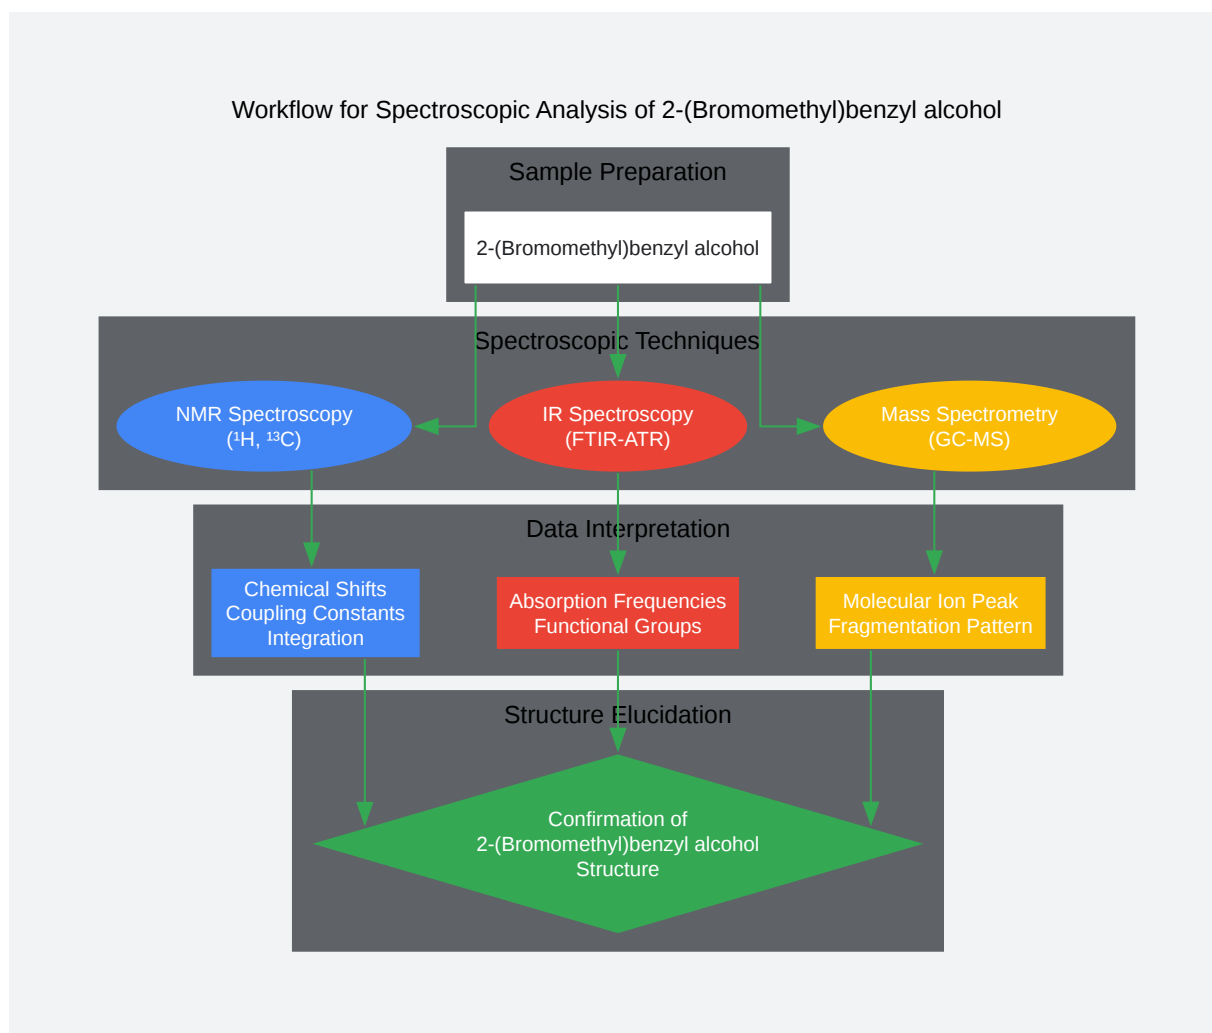 Workflow for Spectroscopic Analysis of 2-(Bromomethyl)benzyl alcohol
Sample Preparation
2-(Bromomethyl)benzyl alcohol
Spectroscopic Techniques
NMR Spectroscopy
(¹H, ¹³C)
IR Spectroscopy
(FTIR-ATR)
Mass Spectrometry
(GC-MS)
Data Interpretation
Chemical Shifts
Coupling Constants
Integration
Absorption Frequencies
Functional Groups
Molecular Ion Peak
Fragmentation Pattern
Structure Elucidation
Confirmation of
2-(Bromomethyl)benzyl alcohol
Structure